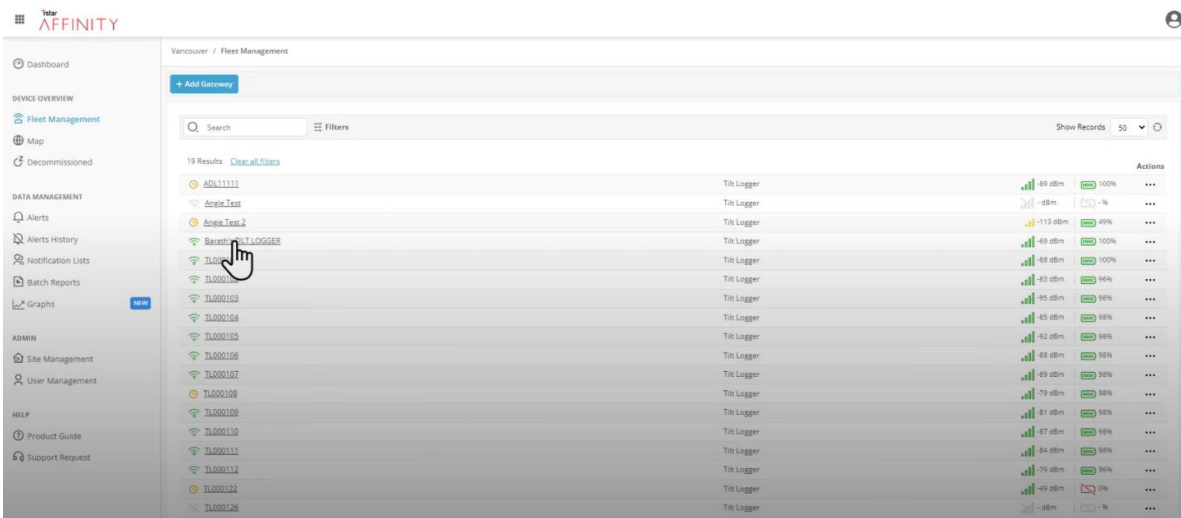 'rstar
AFFINITY
Vancouver / Fleet Management
Dashboard
+ Add Gateway
DEVICE OVERVIEW
Fleet Management
Map
Decommissioned
DATA MANAGEMENT
Alerts
Alerts History
Notification Lists
Batch Reports
Graphs NEW
ADMIN
Site Management
User Management
HELP
Product Guide
Support Request
Search Filters Show Records 50
19 Results Clear all filters
Actions
ADL11111 Tilt Logger -89 dBm 100% ...
Angie Test Tilt Logger - dBm - % ...
Angie Test 2 Tilt Logger -113 dBm 49% ...
TILT LOGGER Tilt Logger -69 dBm 100% ...
Tilt Logger -88 dBm 100% ...
Tilt Logger -83 dBm 96% ...
TL000103 Tilt Logger -95 dBm 98% ...
TL000104 Tilt Logger -85 dBm 98% ...
TL000105 Tilt Logger -92 dBm 98% ...
TL000106 Tilt Logger -88 dBm 98% ...
TL000107 Tilt Logger -89 dBm 98% ...
TL000108 Tilt Logger -79 dBm 98% ...
TL000109 Tilt Logger -81 dBm 98% ...
TL000110 Tilt Logger -87 dBm 98% ...
TL000111 Tilt Logger -84 dBm 98% ...
TL000112 Tilt Logger -79 dBm 96% ...
TL000122 Tilt Logger -49 dBm 0% ...
TL000126 Tilt Logger - dBm - % ...